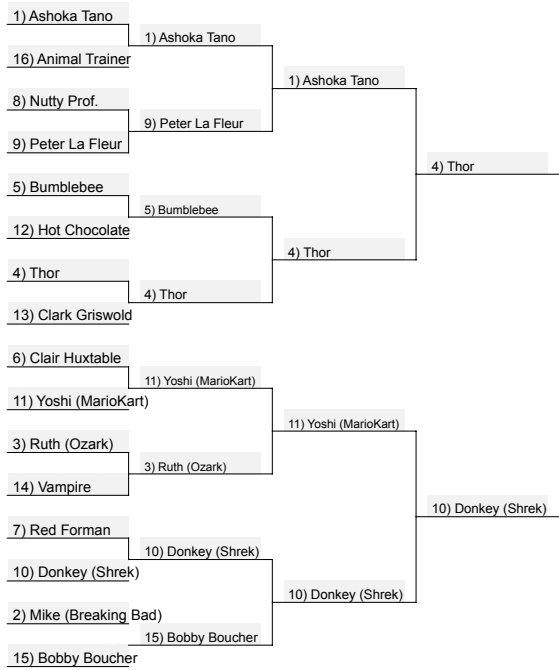 1) Ashoka Tano
16) Animal Trainer
8) Nutty Prof.
9) Peter La Fleur
5) Bumblebee
12) Hot Chocolate
4) Thor
13) Clark Griswold
6) Clair Huxtable
11) Yoshi (MarioKart)
3) Ruth (Ozark)
14) Vampire
7) Red Forman
10) Donkey (Shrek)
2) Mike (Breaking Bad)
15) Bobby Boucher
1) Ashoka Tano
9) Peter La Fleur
5) Bumblebee
4) Thor
11) Yoshi (MarioKart)
3) Ruth (Ozark)
10) Donkey (Shrek)
15) Bobby Boucher
1) Ashoka Tano
4) Thor
11) Yoshi (MarioKart)
10) Donkey (Shrek)
4) Thor
10) Donkey (Shrek)